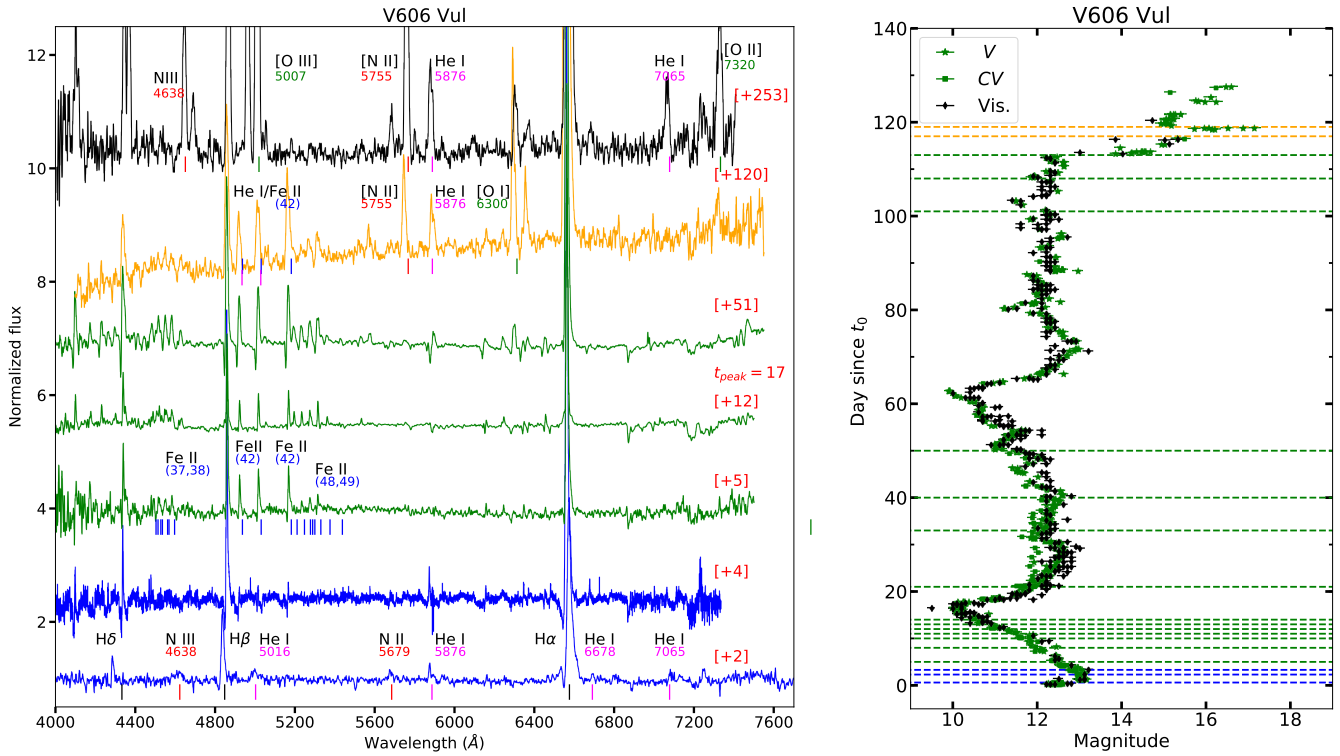 V606 Vul
12
10
8
6
4
2
Normalized flux
NIII
4638
[O III]
5007
[N II]
5755
He I
5876
He I
7065
[O II]
7320
[+253]
[+120]
He I/Fe II
(42)
[N II]
5755
He I
5876
[O I]
6300
[+51]
t_peak = 17
[+12]
Fe II
(37,38)
FeII
(42)
Fe II
(42)
Fe II
(48,49)
[+5]
[+4]
Hδ
N III
4638
Hβ
He I
5016
N II
5679
He I
5876
Hα
He I
6678
He I
7065
[+2]
4000 4400 4800 5200 5600 6000 6400 6800 7200 7600
Wavelength (Å)
V606 Vul
V
CV
Vis.
140
120
100
80
60
40
20
0
Day since t₀
10 12 14 16 18
Magnitude